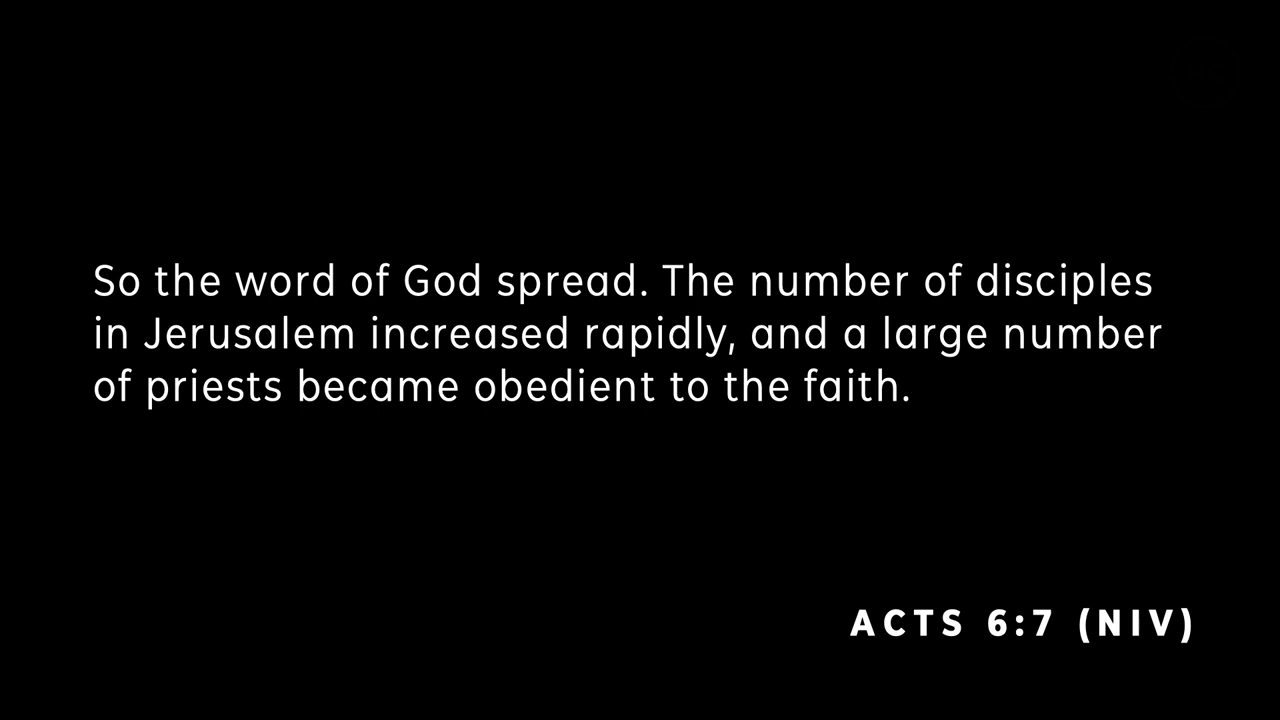 So the word of God spread. The number of disciples
in Jerusalem increased rapidly, and a large number
of priests became obedient to the faith.
ACTS 6:7 (NIV)